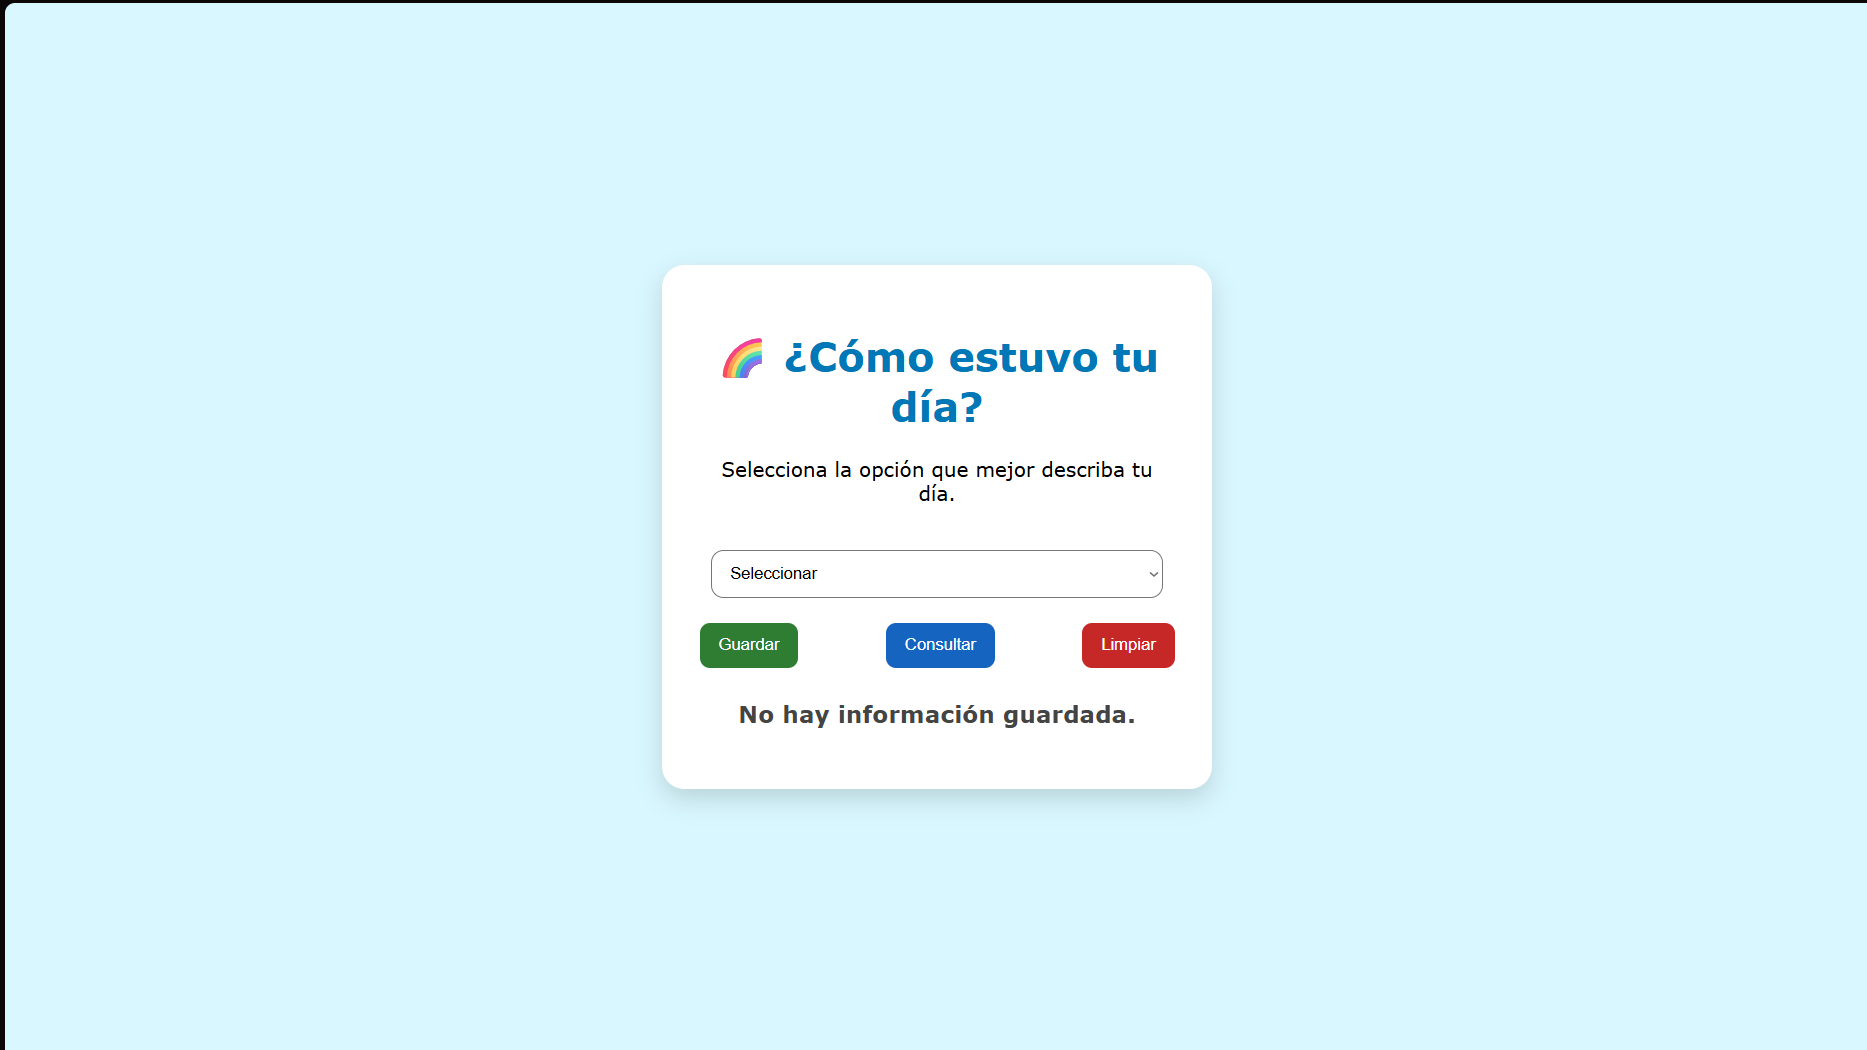 ¿Cómo estuvo tu
día?
Selecciona la opción que mejor describa tu
día.
Seleccionar
Guardar
Consultar
Limpiar
No hay información guardada.